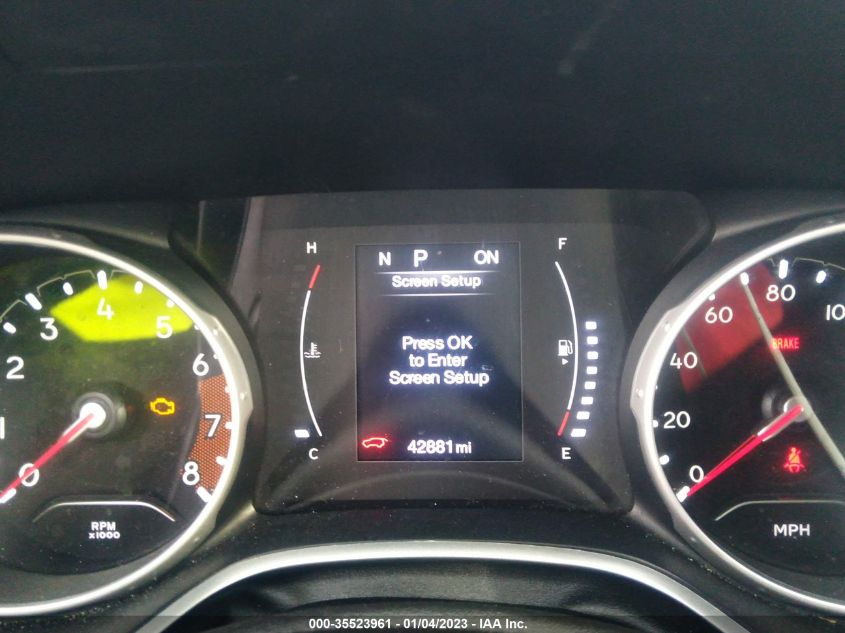 H
N P ON
F
Screen Setup
Press OK
to Enter
Screen Setup
42881 mi
C
E
0
1
2
3
4
5
6
7
8
RPM
x1000
0
20
40
60
80
10
BRAKE
MPH
000-35523961 - 01/04/2023 - IAA Inc.